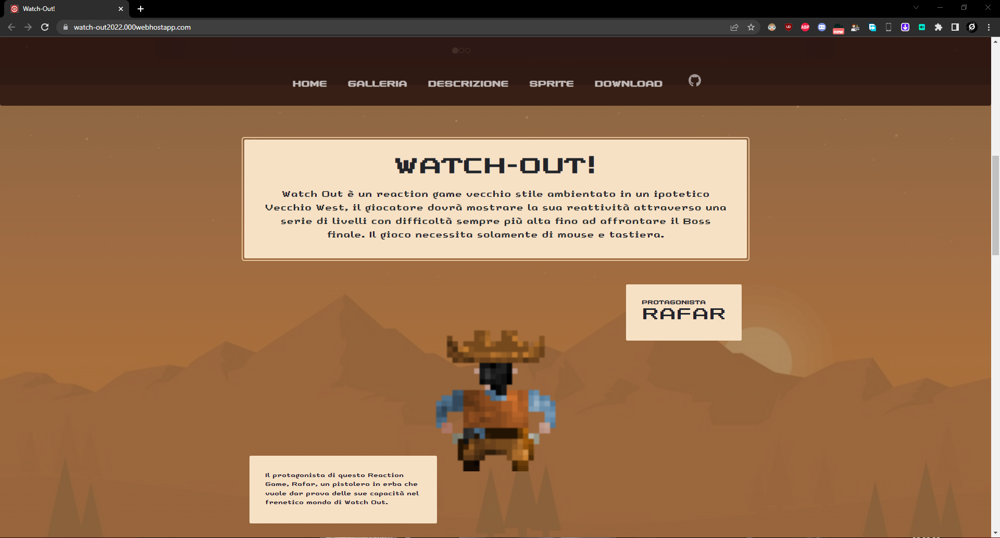 Watch-Out!
watch-out2022.000webhostapp.com
ABP
new
HOME GALLERIA DESCRIZIONE SPRITE DOWNLOAD
WATCH-OUT!
Watch Out è un reaction game vecchio stile ambientato in un ipotetico
Vecchio West, il giocatore dovrà mostrare la sua reattività attraverso una
serie di livelli con difficoltà sempre più alta fino ad affrontare il Boss
finale. Il gioco necessita solamente di mouse e tastiera.
PROTAGONISTA
RAFAR
Il protagonista di questo Reaction
Game, Rafar, un pistolero in erba che
vuole dar prova delle sue capacità nel
frenetico mondo di Watch Out.